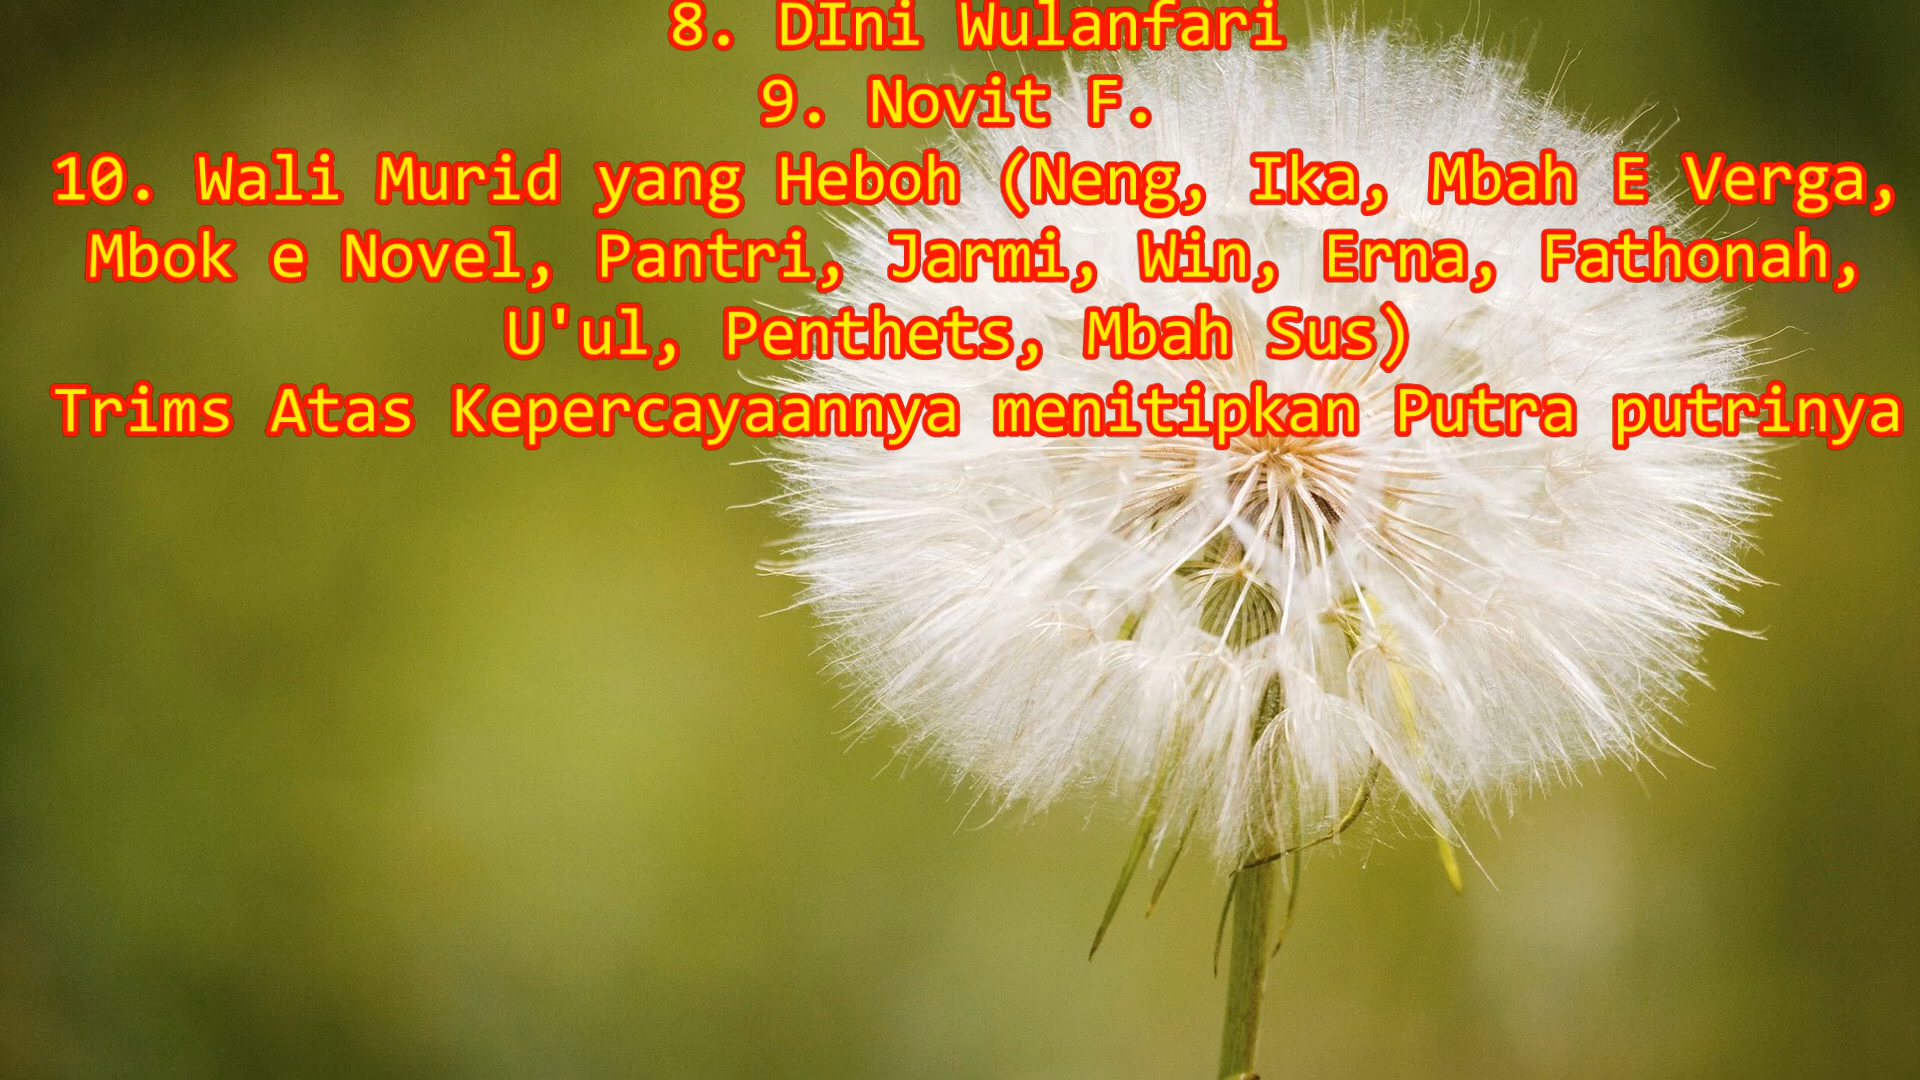 8. DIni Wulanfari
9. Novit F.
10. Wali Murid yang Heboh (Neng, Ika, Mbah E Verga,
Mbok e Novel, Pantri, Jarmi, Win, Erna, Fathonah,
U'ul, Penthets, Mbah Sus)
Trims Atas Kepercayaannya menitipkan Putra putrinya